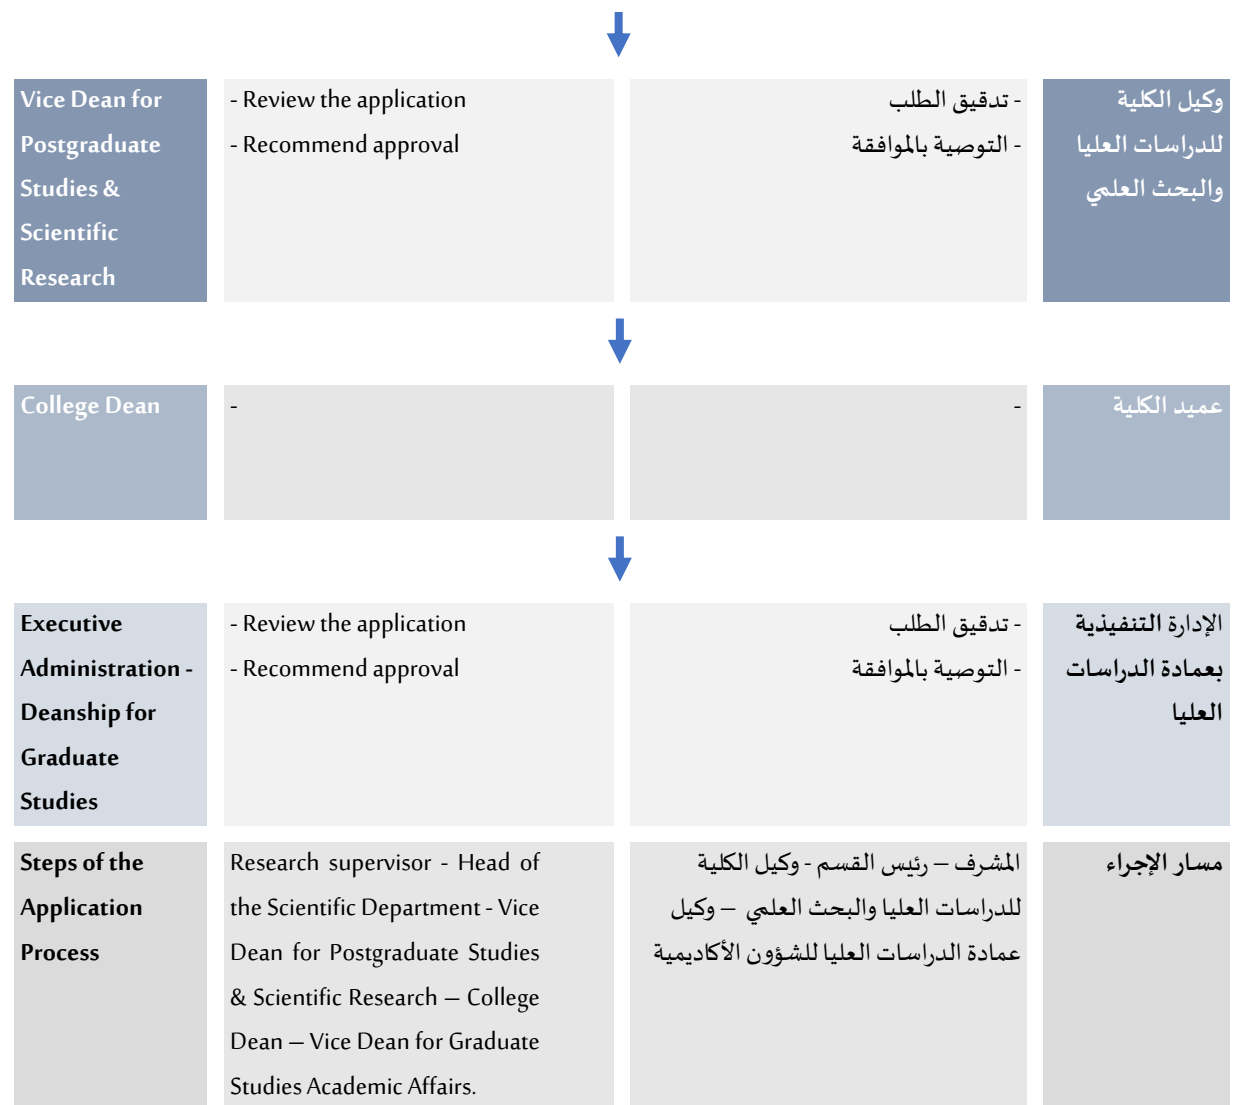 Vice Dean for
Postgraduate
Studies &
Scientific
Research
- Review the application
- Recommend approval
- تدقيق الطلب
- التوصية بالموافقة
وكيل الكلية
للدراسات العليا
والبحث العلمي
College Dean
-
-
عميد الكلية
Executive
Administration -
Deanship for
Graduate
Studies
- Review the application
- Recommend approval
- تدقيق الطلب
- التوصية بالموافقة
الإدارة التنفيذية
بعمادة الدراسات
العليا
Steps of the
Application
Process
Research supervisor - Head of
the Scientific Department - Vice
Dean for Postgraduate Studies
& Scientific Research – College
Dean – Vice Dean for Graduate
Studies Academic Affairs.
المشرف – رئيس القسم - وكيل الكلية
للدراسات العليا والبحث العلمي – وكيل
عمادة الدراسات العليا للشؤون الأكاديمية
مسار الإجراء